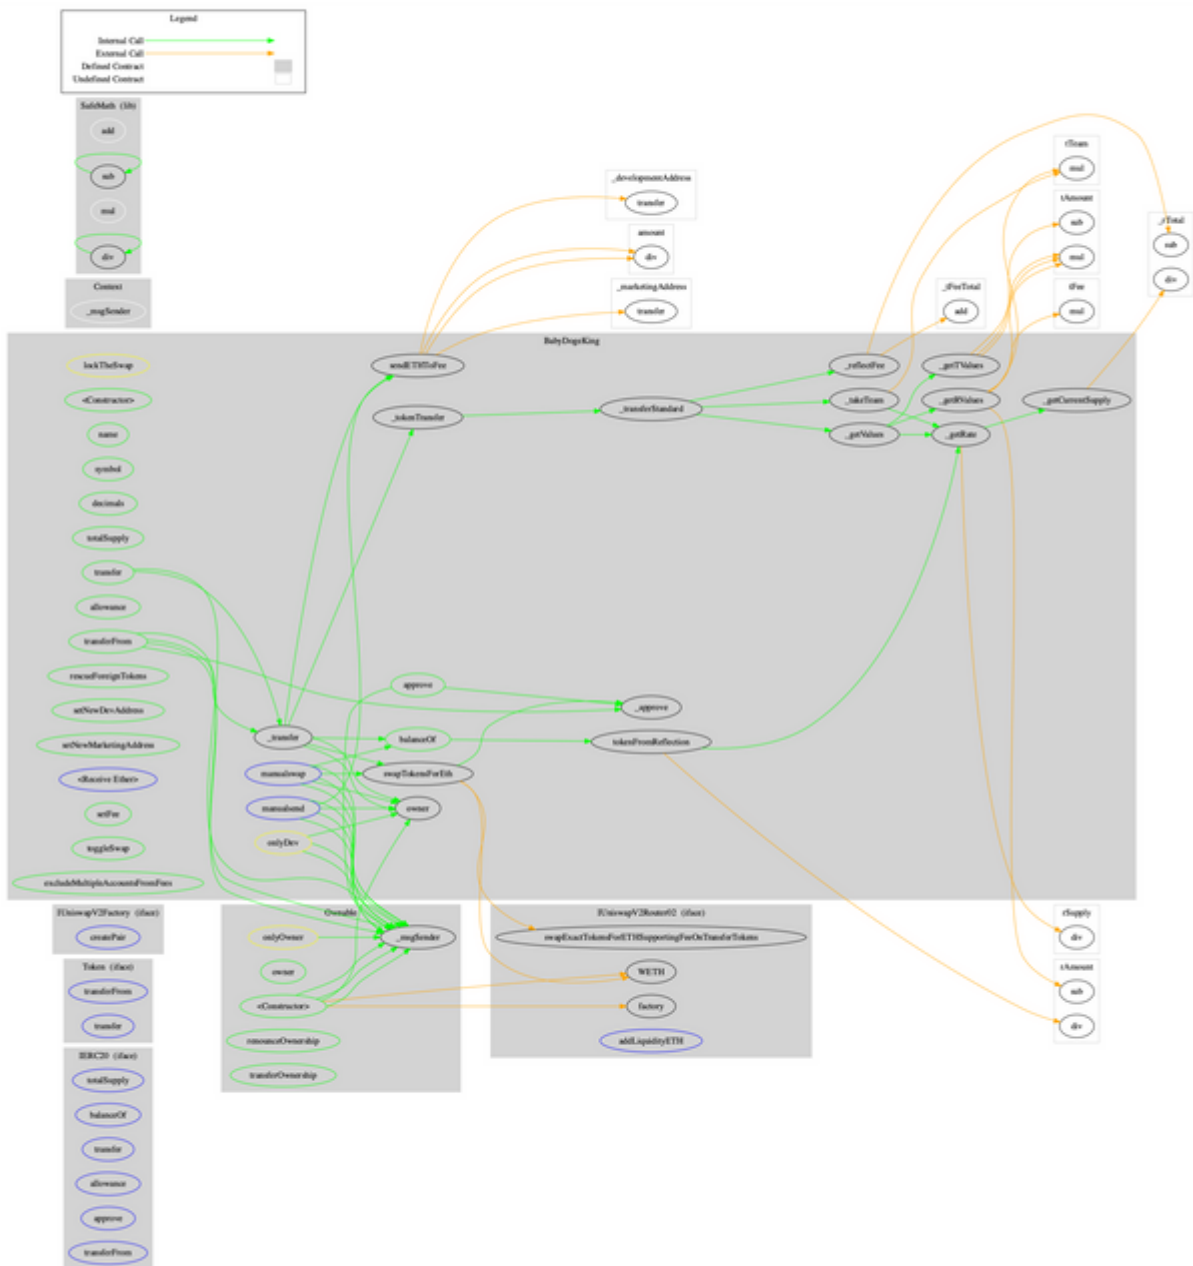 Legend
Internal Call
External Call
Defined Contract
Undefined Contract
SafeMath (lib)
add
sub
mul
div
Context
_msgSender
_developmentAddress
transfer
amount
div
_marketingAddress
transfer
tTeam
mul
tAmount
sub
mul
_tTotal
sub
div
_tFeeTotal
add
tFee
mul
BabyDogeKing
lockTheSwap
<Constructor>
name
symbol
decimals
totalSupply
transfer
allowance
transferFrom
rescueForeignTokens
setNewDevAddress
setNewMarketingAddress
<Receive Ether>
setFee
toggleSwap
excludeMultipleAccountsFromFees
_transfer
manualswap
manualsend
onlyDev
sendETHToFee
_tokenTransfer
approve
balanceOf
swapTokensForEth
owner
_transferStandard
_approve
tokenFromReflection
_reflectFee
_takeTeam
_getValues
_getTValues
_getRValues
_getRate
_getCurrentSupply
IUniswapV2Factory (iface)
createPair
Token (iface)
transferFrom
transfer
IERC20 (iface)
totalSupply
balanceOf
transfer
allowance
approve
transferFrom
Ownable
onlyOwner
owner
<Constructor>
renounceOwnership
transferOwnership
_msgSender
IUniswapV2Router02 (iface)
swapExactTokensForETHSupportingFeeOnTransferTokens
WETH
factory
addLiquidityETH
rSupply
div
rAmount
sub
div